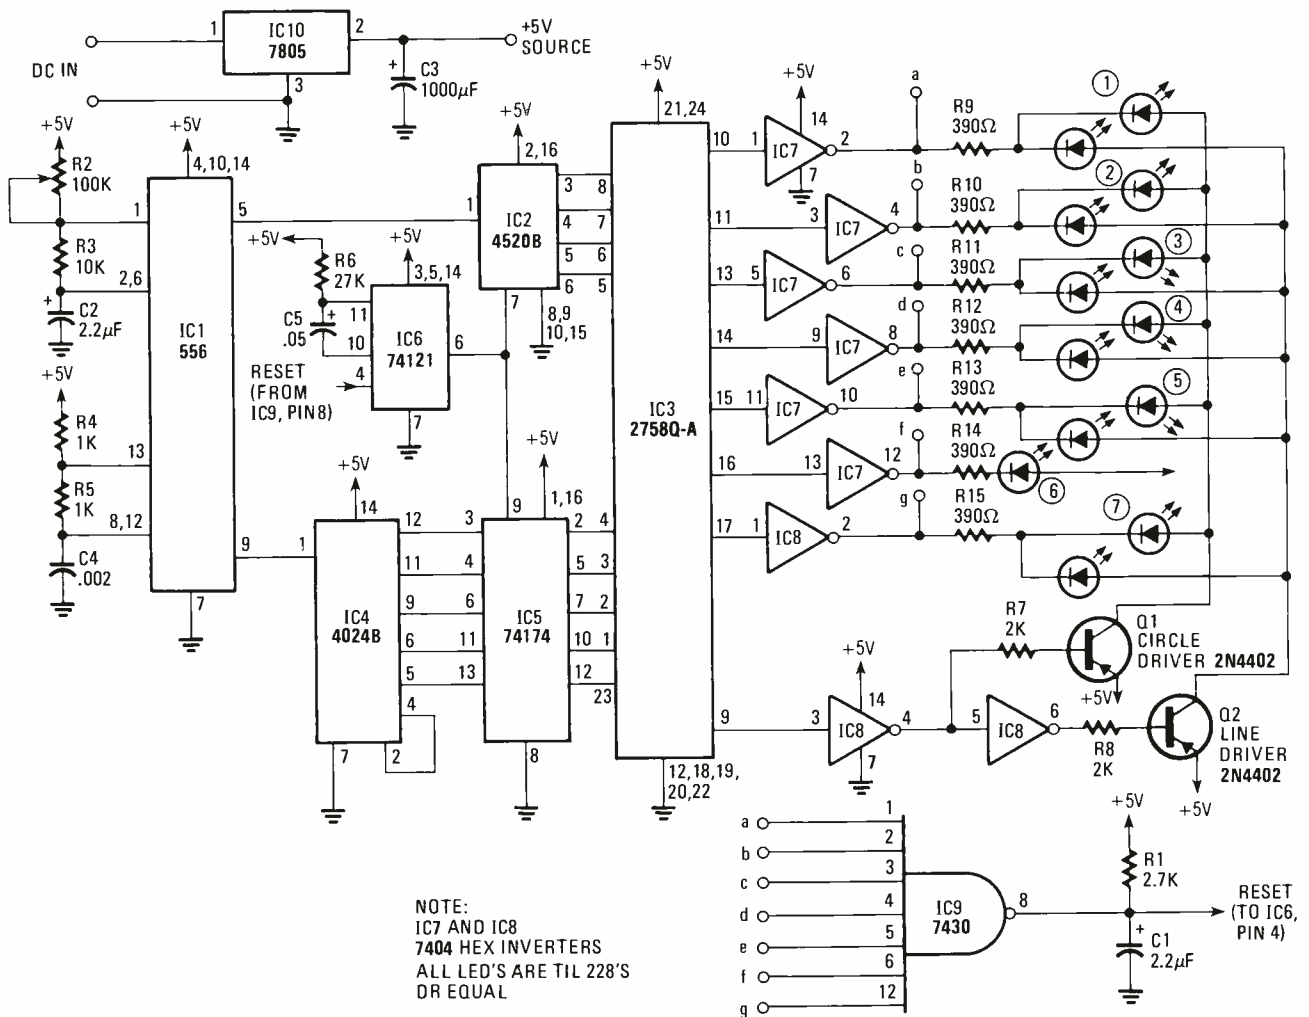 DC IN
1
IC10
7805
2
3
+5V
SOURCE
+
C3
1000µF
+5V
R2
100K
R3
10K
+
C2
2.2µF
+5V
R4
1K
R5
1K
C4
.002
+5V
4,10,14
1
2,6
13
8,12
IC1
556
5
9
7
+5V
R6
27K
+
C5
.05
RESET
(FROM
IC9, PIN 8)
+5V
3,5,14
11
10
4
IC6
74121
6
7
+5V
2,16
1
IC2
4520B
3
4
5
6
7
8,9
10,15
+5V
14
1
IC4
4024B
12
11
9
6
5
4
2
7
+5V
1,16
9
3
4
6
11
13
IC5
74174
2
5
7
10
12
8
+5V
21,24
8
7
6
5
4
3
2
1
23
IC3
2758Q-A
10
11
13
14
15
16
17
9
12,18,19,
20,22
+5V
14
1
IC7
2
7
3
IC7
4
5
IC7
6
9
IC7
8
11
IC7
10
13
IC7
12
1
IC8
2
a
b
c
d
e
f
g
R9
390Ω
R10
390Ω
R11
390Ω
R12
390Ω
R13
390Ω
R14
390Ω
R15
390Ω
1
2
3
4
5
6
7
+5V
14
3
IC8
4
7
5
IC8
6
R7
2K
R8
2K
Q1
CIRCLE
DRIVER 2N4402
+5V
Q2
LINE
DRIVER
2N4402
+5V
a
b
c
d
e
f
g
1
2
3
4
5
6
12
IC9
7430
8
+5V
R1
2.7K
+
C1
2.2µF
RESET
(TO IC6,
PIN 4)
NOTE:
IC7 AND IC8
7404 HEX INVERTERS
ALL LED'S ARE TIL 228'S
OR EQUAL